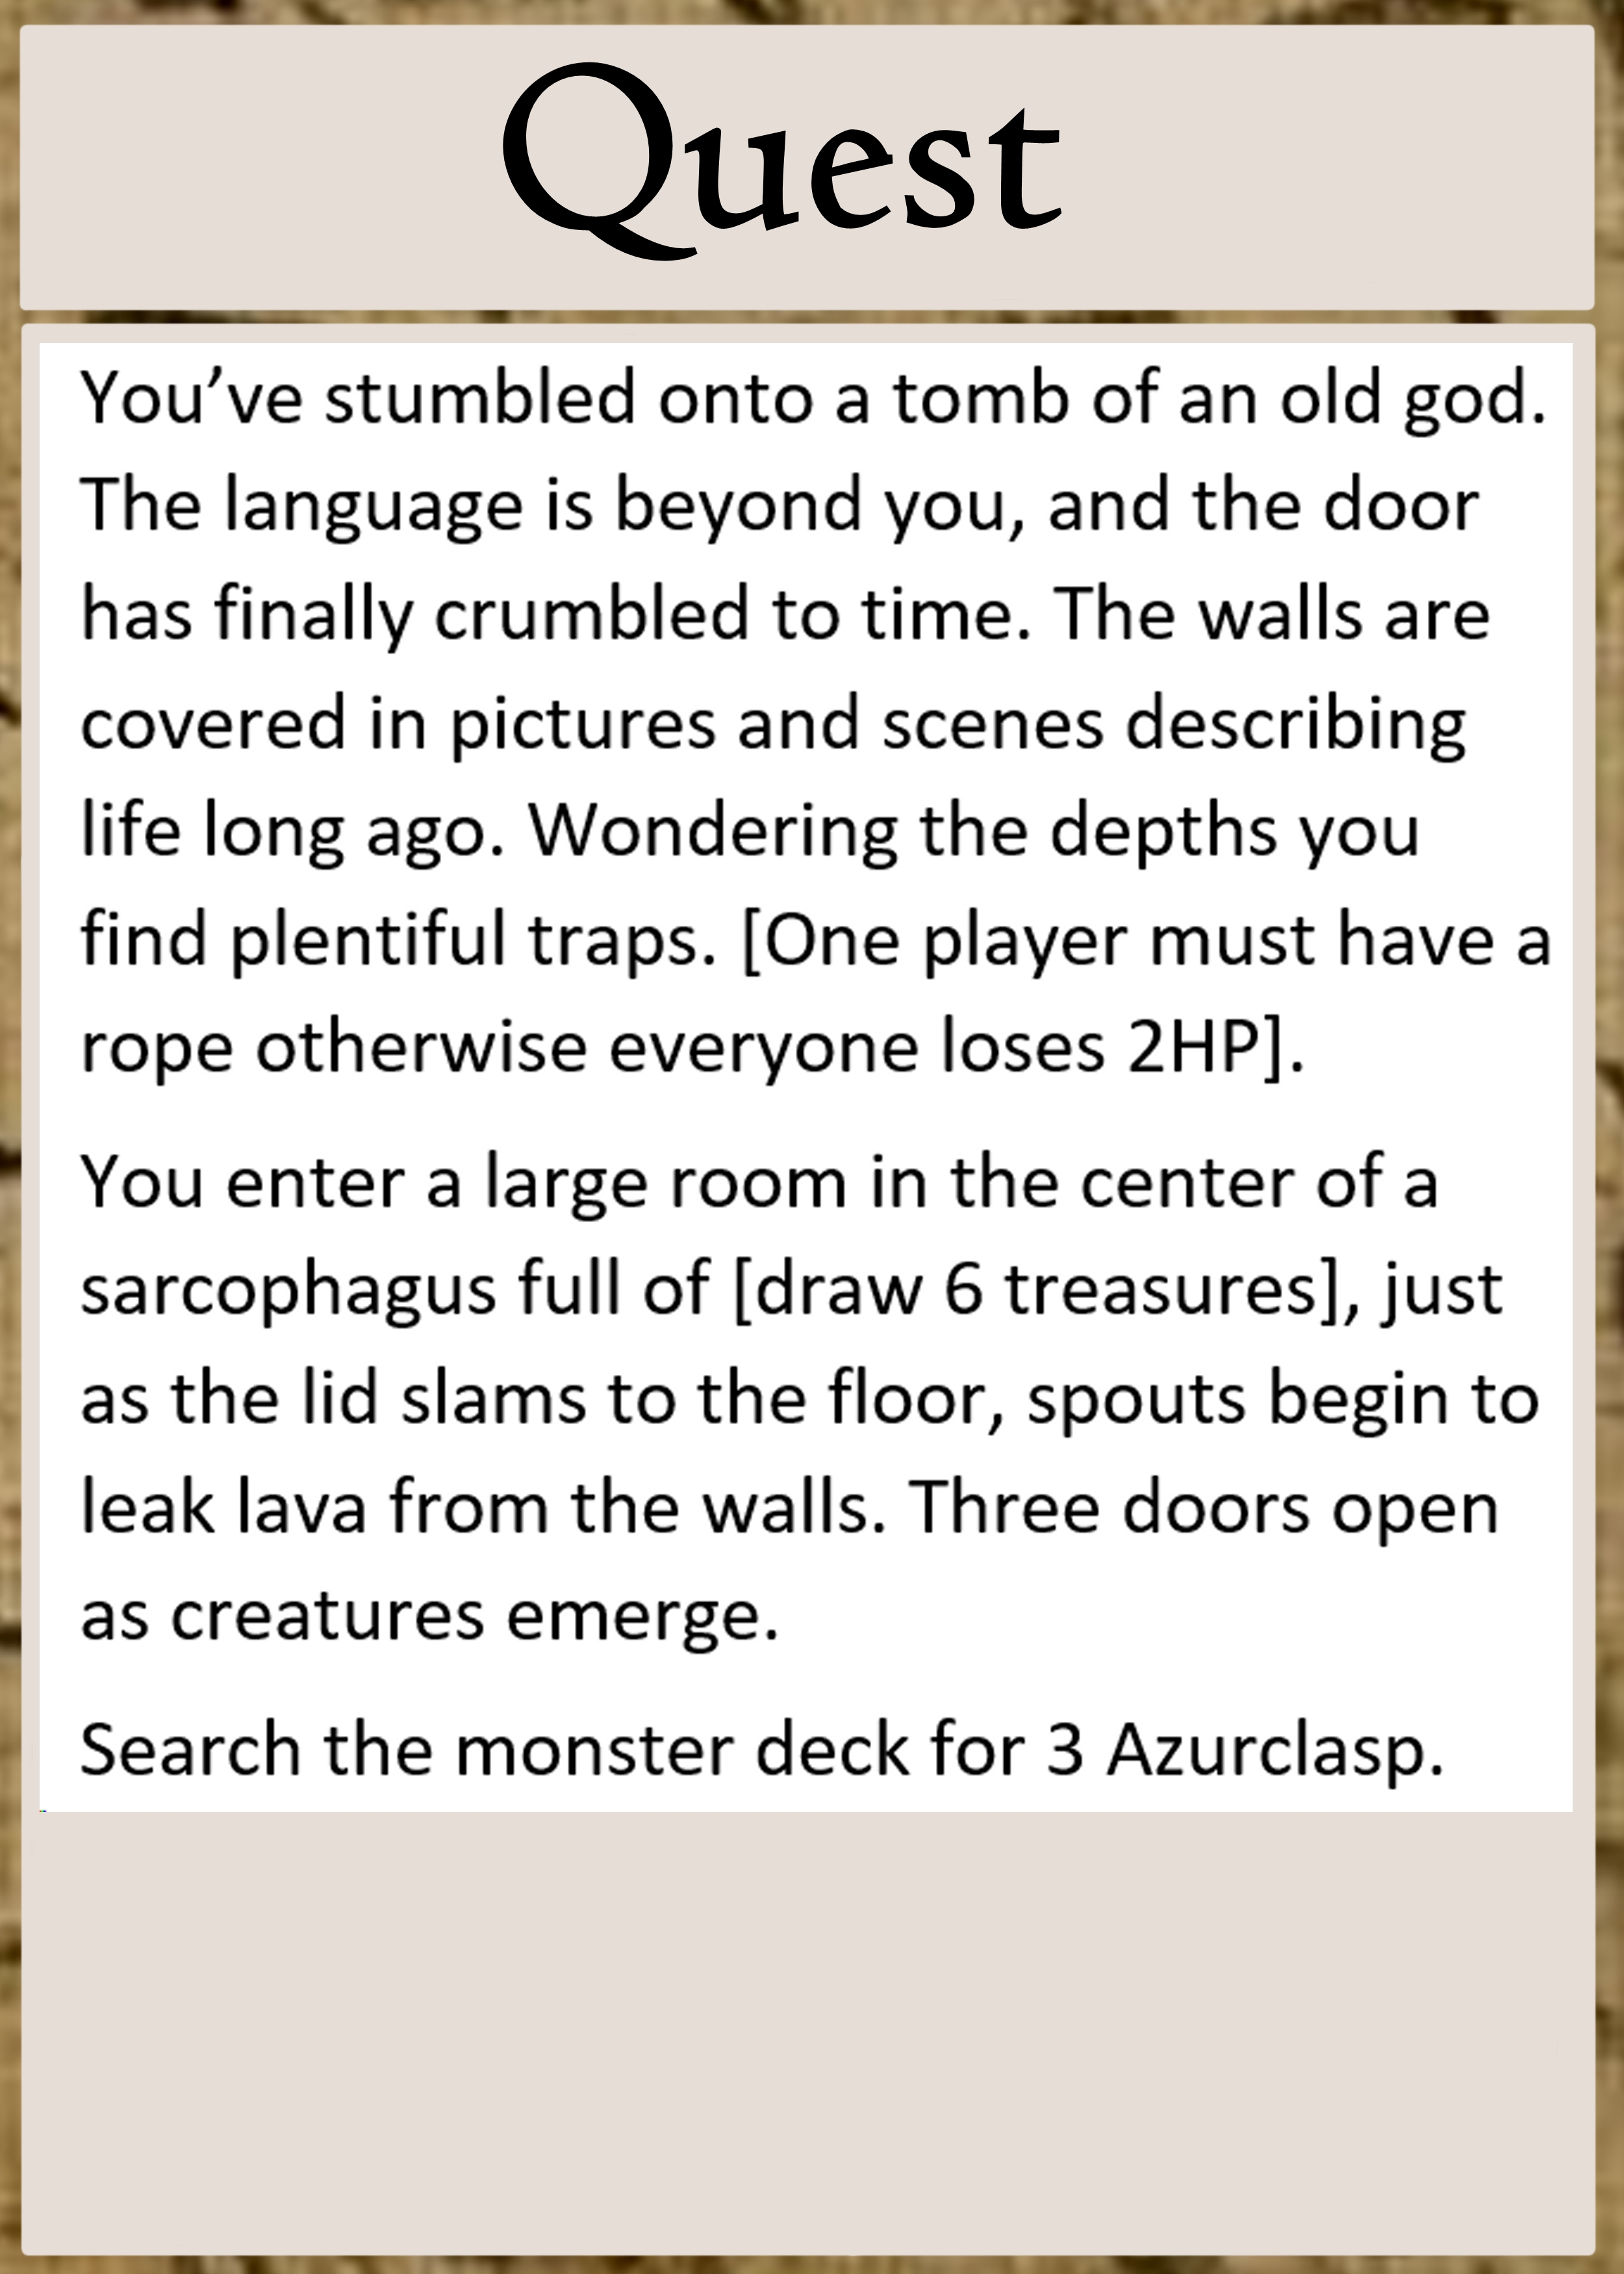 Quest
You’ve stumbled onto a tomb of an old god.
The language is beyond you, and the door
has finally crumbled to time. The walls are
covered in pictures and scenes describing
life long ago. Wondering the depths you
find plentiful traps. [One player must have a
rope otherwise everyone loses 2HP].
You enter a large room in the center of a
sarcophagus full of [draw 6 treasures], just
as the lid slams to the floor, spouts begin to
leak lava from the walls. Three doors open
as creatures emerge.
Search the monster deck for 3 Azurclasp.